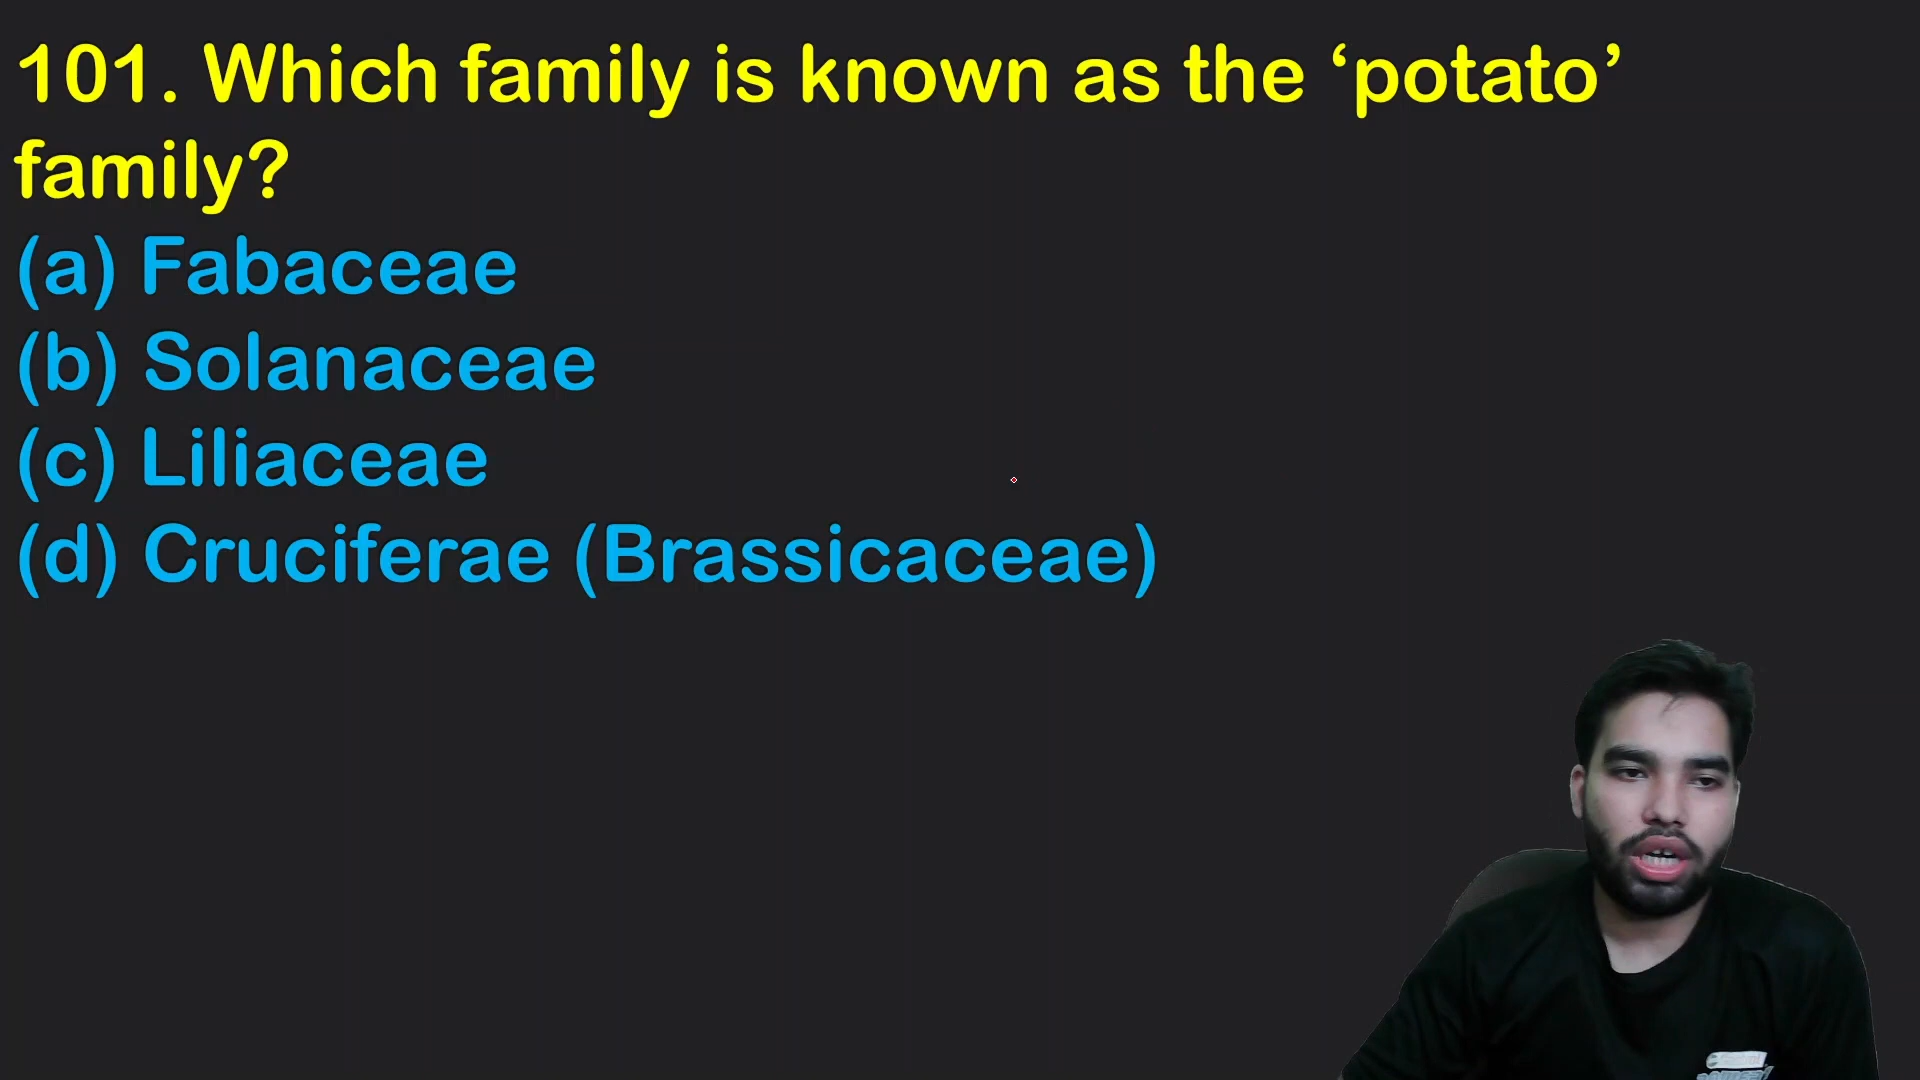 101. Which family is known as the ‘potato’
family?
(a) Fabaceae
(b) Solanaceae
(c) Liliaceae
(d) Cruciferae (Brassicaceae)